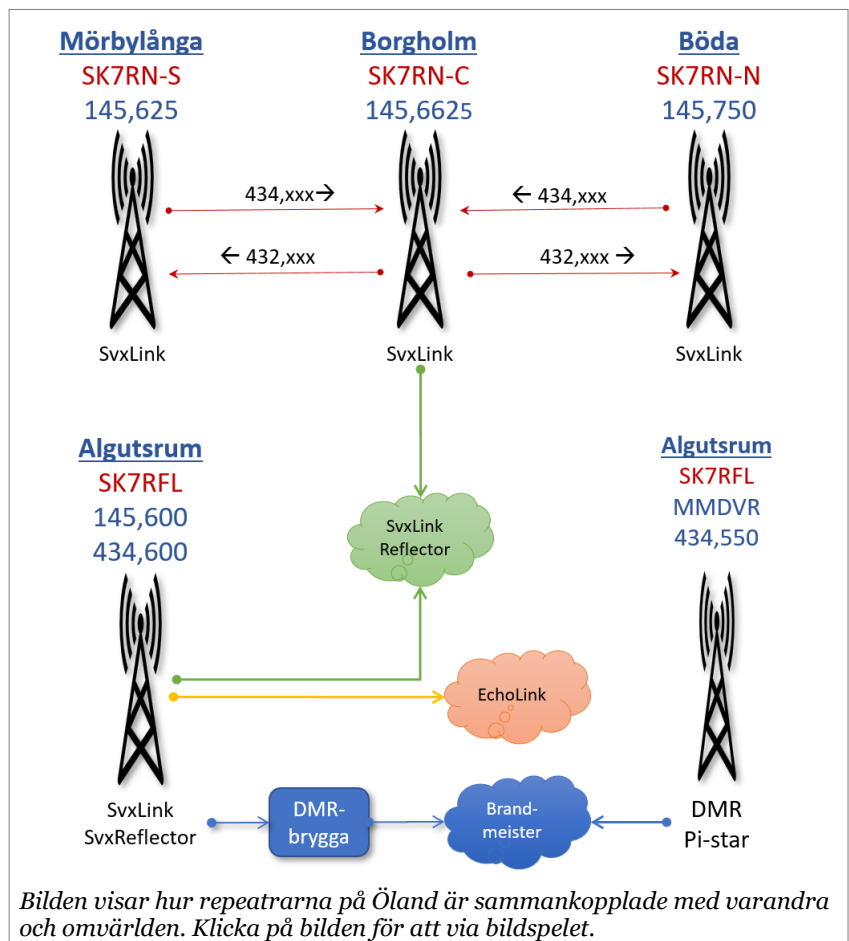 Mörbylånga
SK7RN-S
145,625
Borgholm
SK7RN-C
145,6625
Böda
SK7RN-N
145,750
434,xxx→
← 434,xxx
← 432,xxx
432,xxx →
SvxLink
SvxLink
SvxLink
Algutsrum
SK7RFL
145,600
434,600
Algutsrum
SK7RFL
MMDVR
434,550
SvxLink
Reflector
EchoLink
SvxLink
SvxReflector
DMR-
brygga
Brand-
meister
DMR
Pi-star
Bilden visar hur repeatrarna på Öland är sammankopplade med varandra
och omvärlden. Klicka på bilden för att via bildspelet.